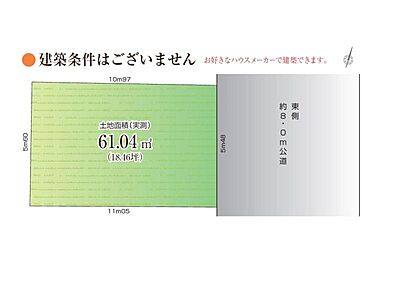 ●建築条件はございません お好きなハウスメーカーで建築できます。
10m97
土地面積（実測）
61.04㎡
（18.46坪）
5m60
5m48
11m05
東側
約8.0m公道